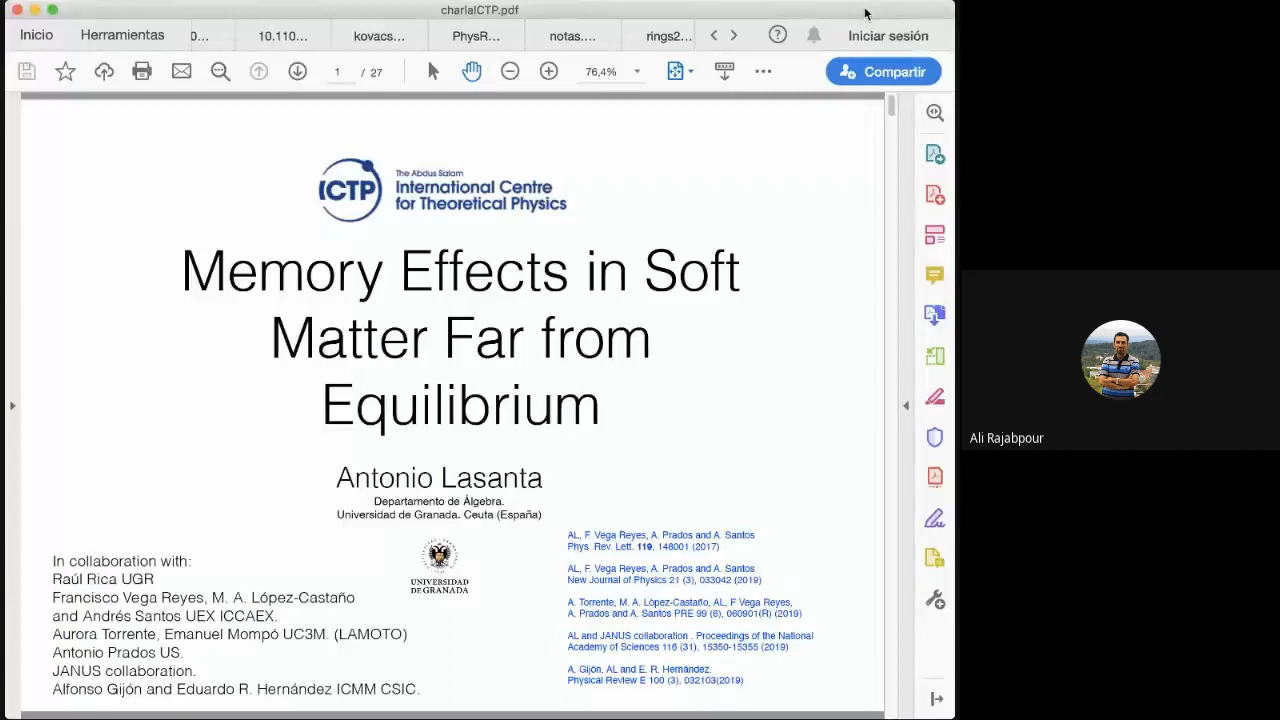 charlaICTP.pdf
Inicio
Herramientas
0...
10.110...
kovacs...
PhysR...
notas....
rings2...
Iniciar sesión
1 / 27
76,4%
Compartir
ICTP
The Abdus Salam
International Centre
for Theoretical Physics
Memory Effects in Soft
Matter Far from
Equilibrium
Antonio Lasanta
Departamento de Álgebra.
Universidad de Granada. Ceuta (España)
UNIVERSIDAD
DE GRANADA
In collaboration with:
Raúl Rica UGR
Francisco Vega Reyes, M. A. López-Castaño
and Andrés Santos UEX ICCAEX.
Aurora Torrente, Emanuel Mompó UC3M. (LAMOTO)
Antonio Prados US.
JANUS collaboration.
Alfonso Gijón and Eduardo R. Hernández ICMM CSIC.
AL, F. Vega Reyes, A. Prados and A. Santos
Phys. Rev. Lett. 119, 148001 (2017)
AL, F. Vega Reyes, A. Prados and A. Santos
New Journal of Physics 21 (3), 033042 (2019)
A. Torrente, M. A. López-Castaño, AL, F Vega Reyes,
A. Prados and A. Santos PRE 99 (6), 060901(R) (2019)
AL and JANUS collaboration . Proceedings of the National
Academy of Sciences 116 (31), 15350-15355 (2019)
A. Gijón, AL and E. R. Hernández,
Physical Review E 100 (3), 032103(2019)
Ali Rajabpour